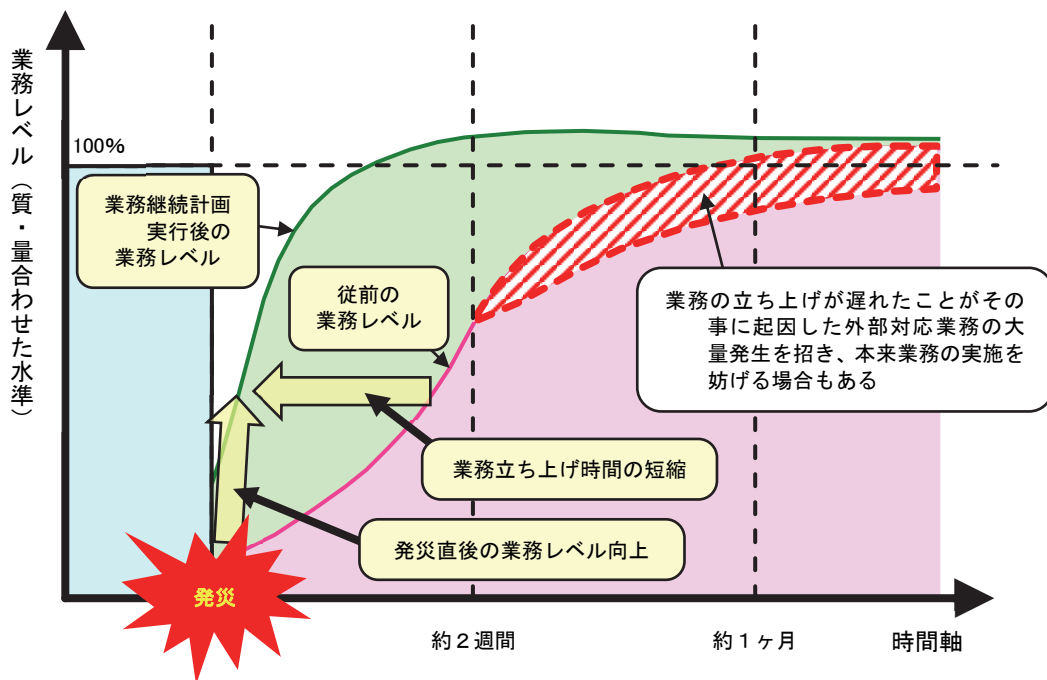 業務レベル（質・量合わせた水準）
100%
業務継続計画
実行後の
業務レベル
従前の
業務レベル
業務の立ち上げが遅れたことがその
事に起因した外部対応業務の大
量発生を招き、本来業務の実施を
妨げる場合もある
業務立ち上げ時間の短縮
発災直後の業務レベル向上
発災
約２週間
約１ヶ月
時間軸